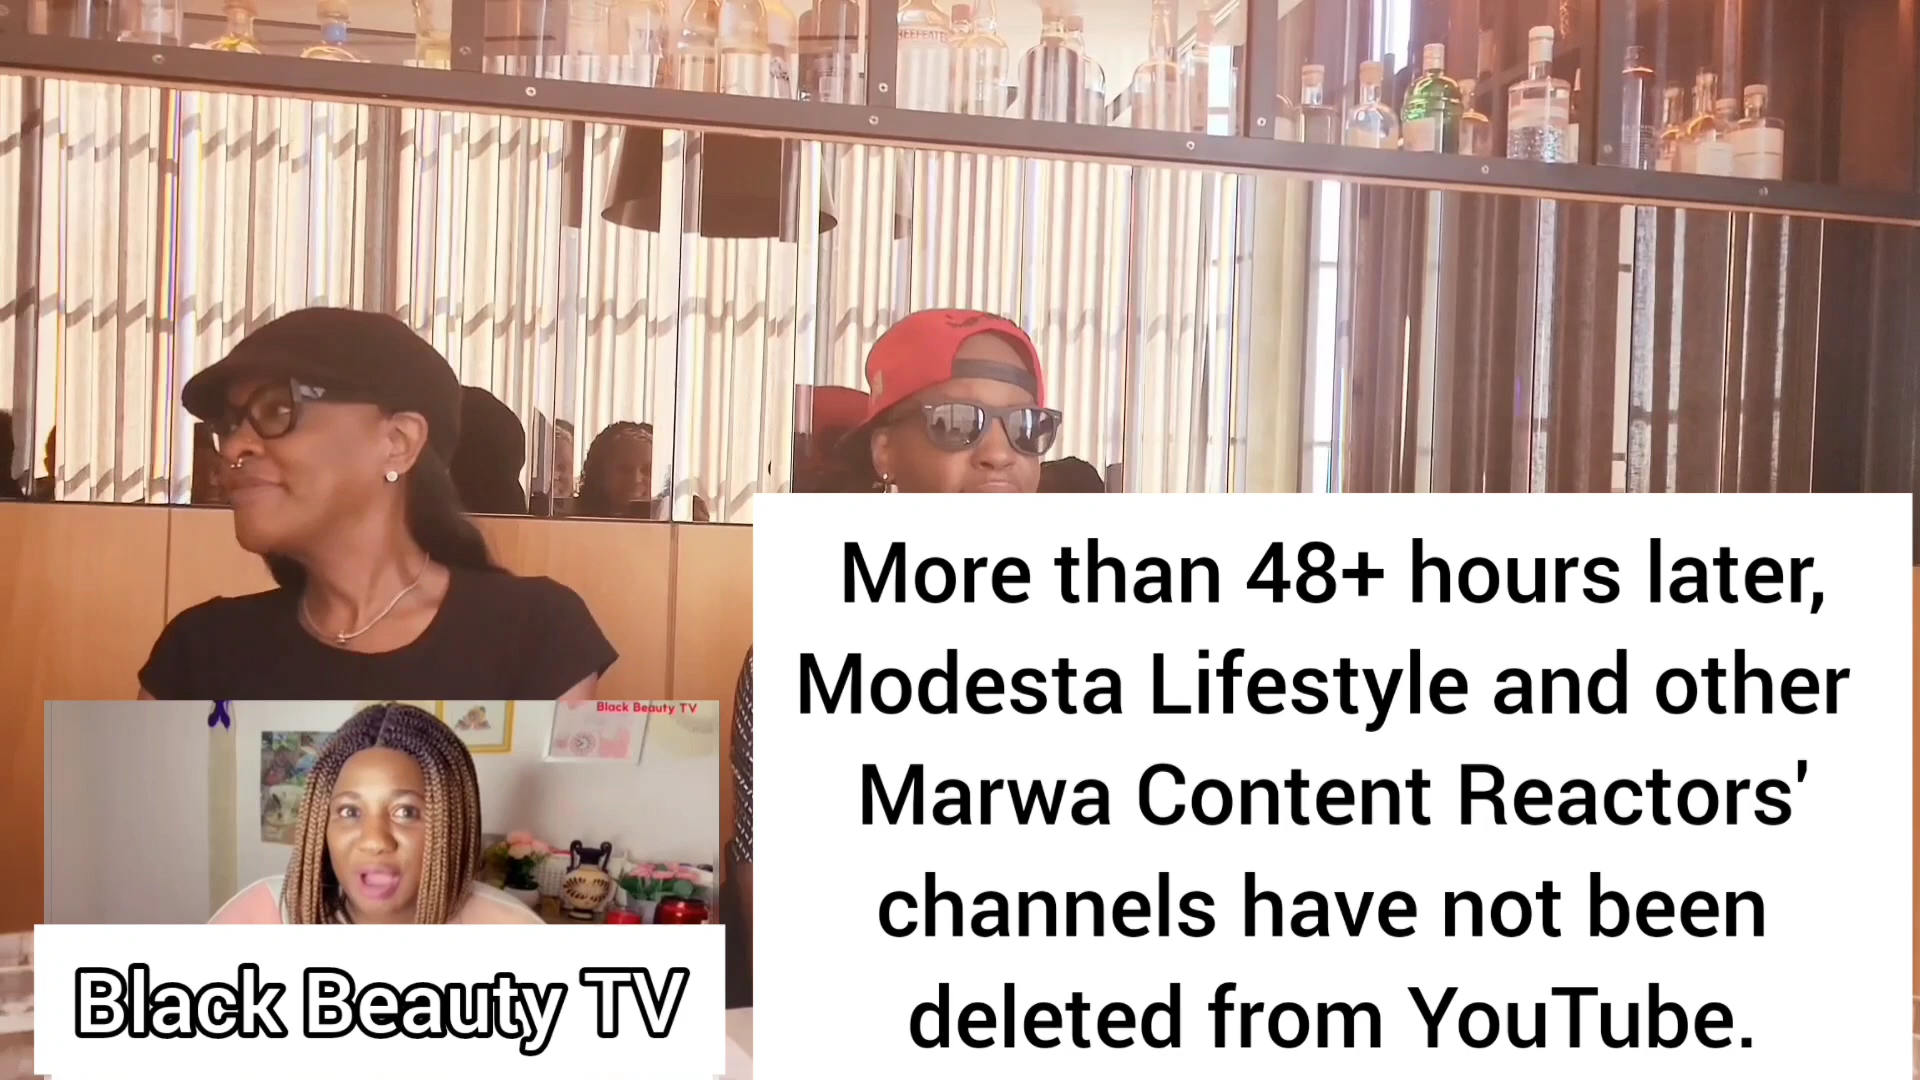 BEEFEATER
More than 48+ hours later,
Modesta Lifestyle and other
Marwa Content Reactors'
channels have not been
deleted from YouTube.
Black Beauty TV
Black Beauty TV